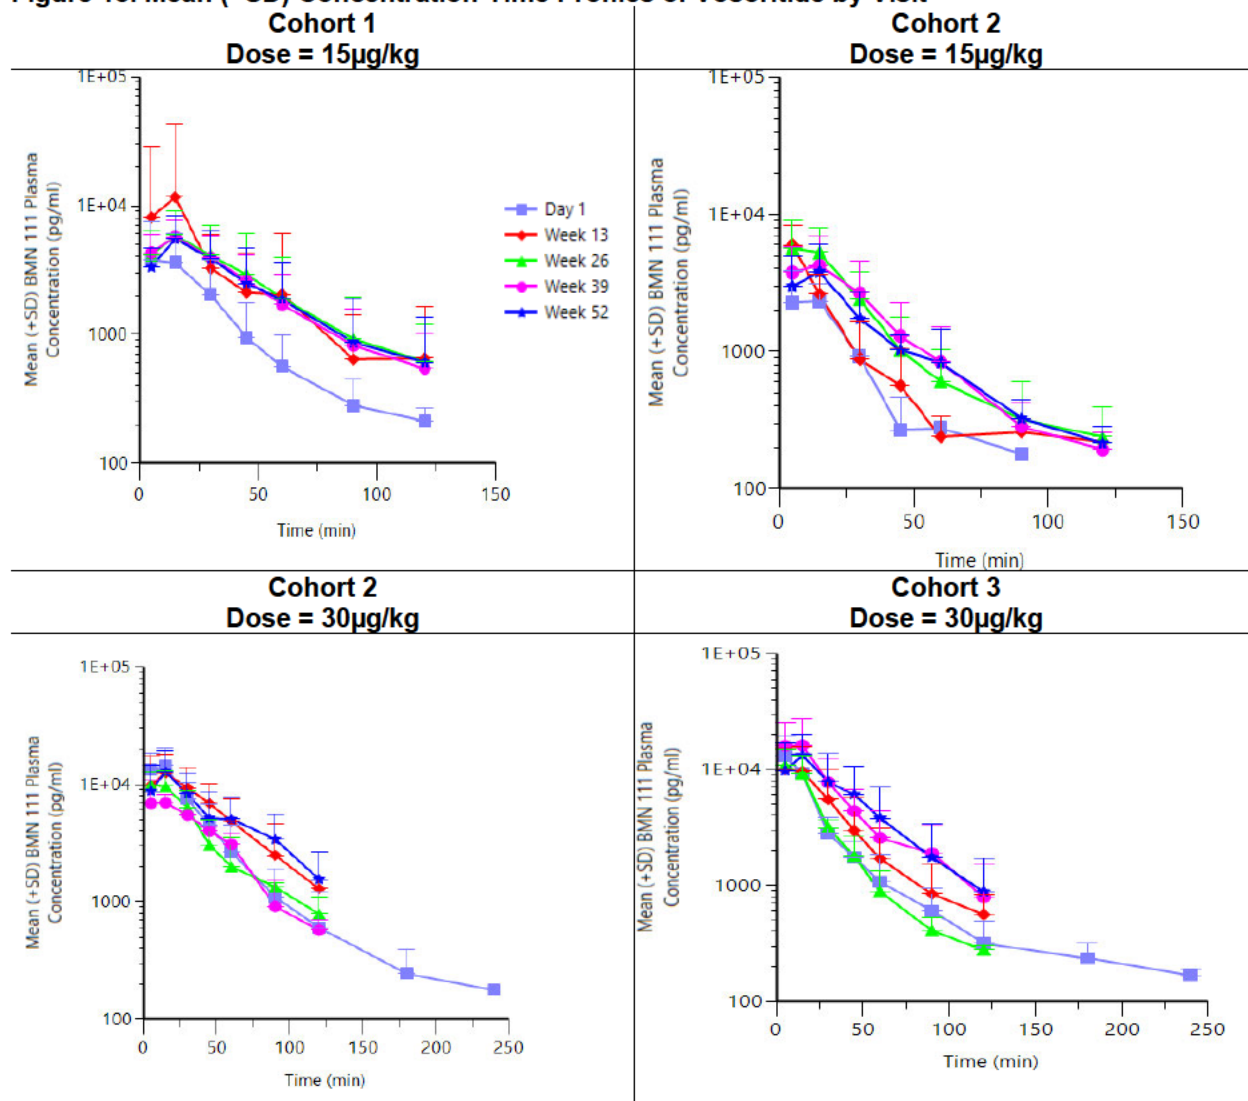 Cohort 1
Dose = 15µg/kg
Cohort 2
Dose = 15µg/kg
1E+05
1E+04
1000
100
0
50
100
150
Time (min)
Mean (+SD) BMN 111 Plasma
Concentration (pg/ml)
Day 1
Week 13
Week 26
Week 39
Week 52
1E+05
1E+04
1000
100
0
50
100
150
Time (min)
Mean (+SD) BMN 111 Plasma
Concentration (pg/ml)
Cohort 2
Dose = 30µg/kg
Cohort 3
Dose = 30µg/kg
1E+05
1E+04
1000
100
0
50
100
150
200
250
Time (min)
Mean (+SD) BMN 111 Plasma
Concentration (pg/ml)
1E+05
1E+04
1000
100
0
50
100
150
200
250
Time (min)
Mean (+SD) BMN 111 Plasma
Concentration (pg/ml)